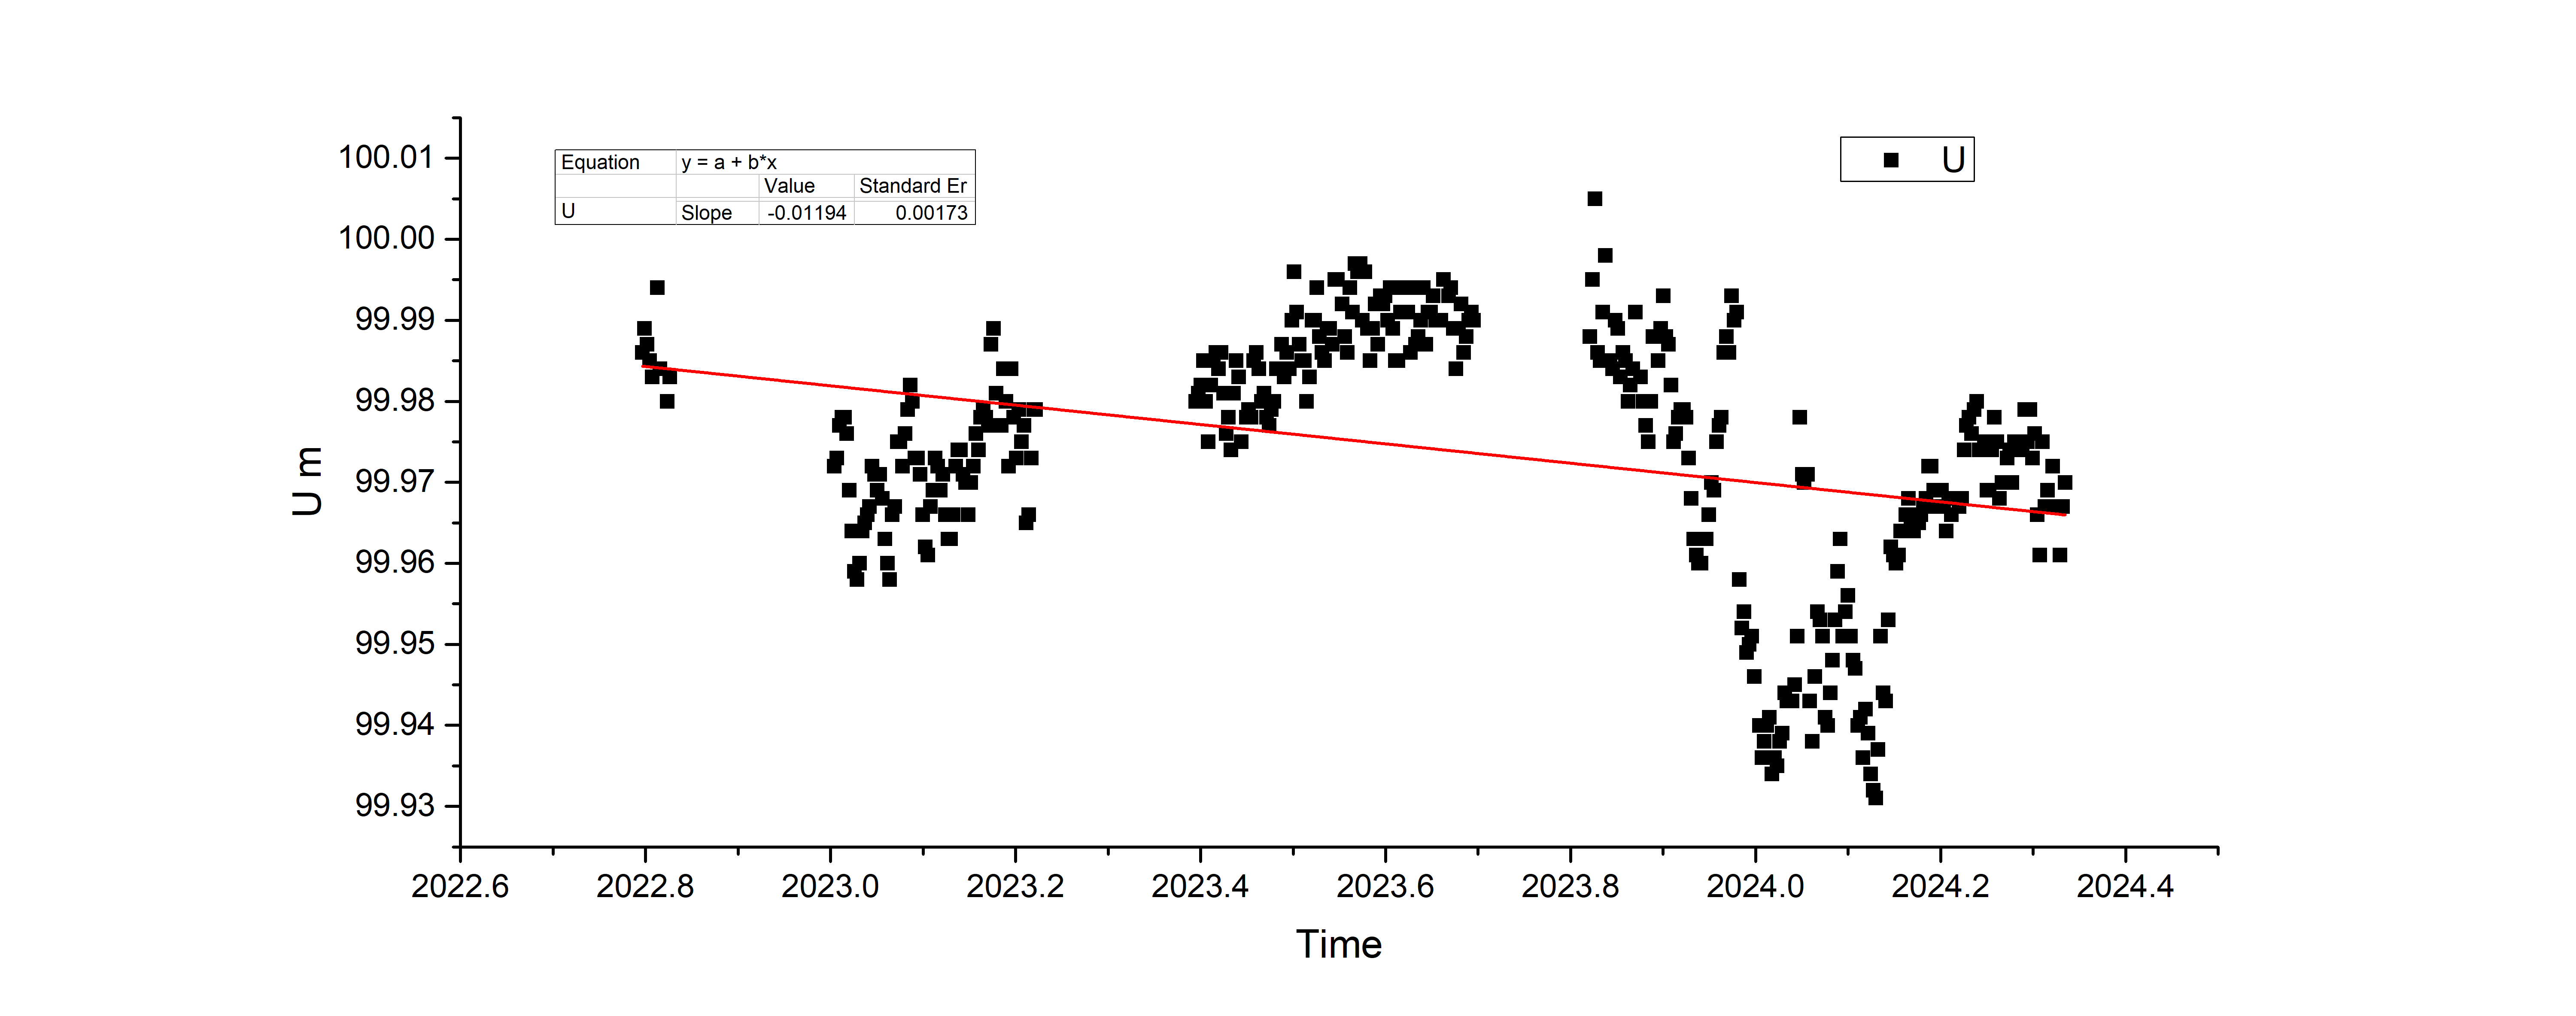 Equation y = a + b*x
Value Standard Er
U Slope -0.01194 0.00173
U
100.01
100.00
99.99
99.98
99.97
99.96
99.95
99.94
99.93
U m
2022.6 2022.8 2023.0 2023.2 2023.4 2023.6 2023.8 2024.0 2024.2 2024.4
Time